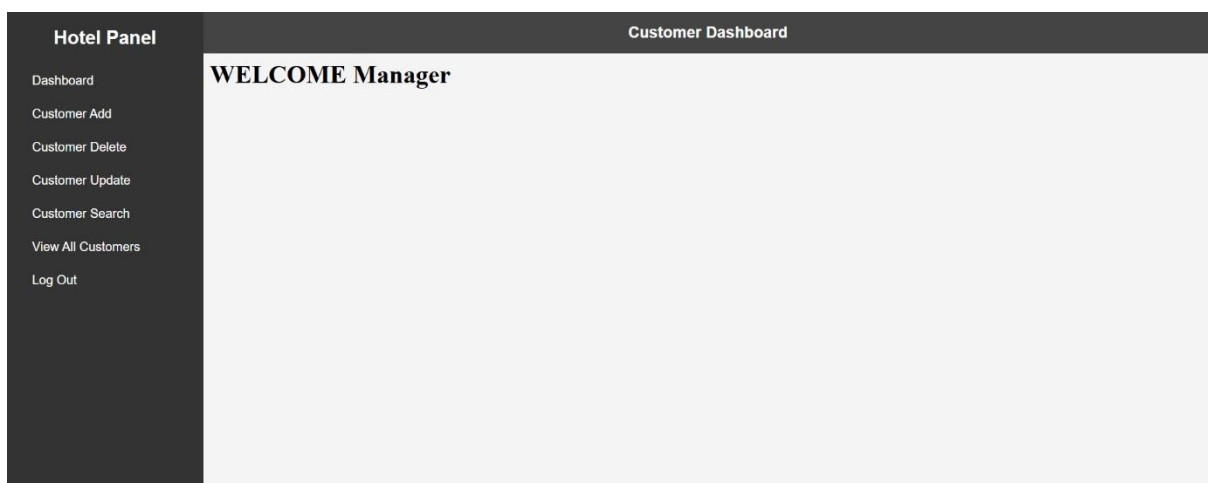 Hotel Panel
Dashboard
Customer Add
Customer Delete
Customer Update
Customer Search
View All Customers
Log Out
Customer Dashboard
WELCOME Manager